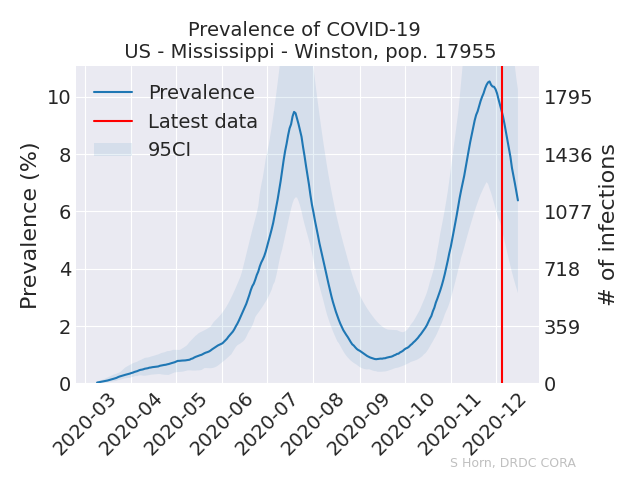 Prevalence of COVID-19
US - Mississippi - Winston, pop. 17955
Prevalence
Latest data
95CI
Prevalence (%)
10
8
6
4
2
0
1795
1436
1077
718
359
0
# of infections
2020-03
2020-04
2020-05
2020-06
2020-07
2020-08
2020-09
2020-10
2020-11
2020-12
S Horn, DRDC CORA